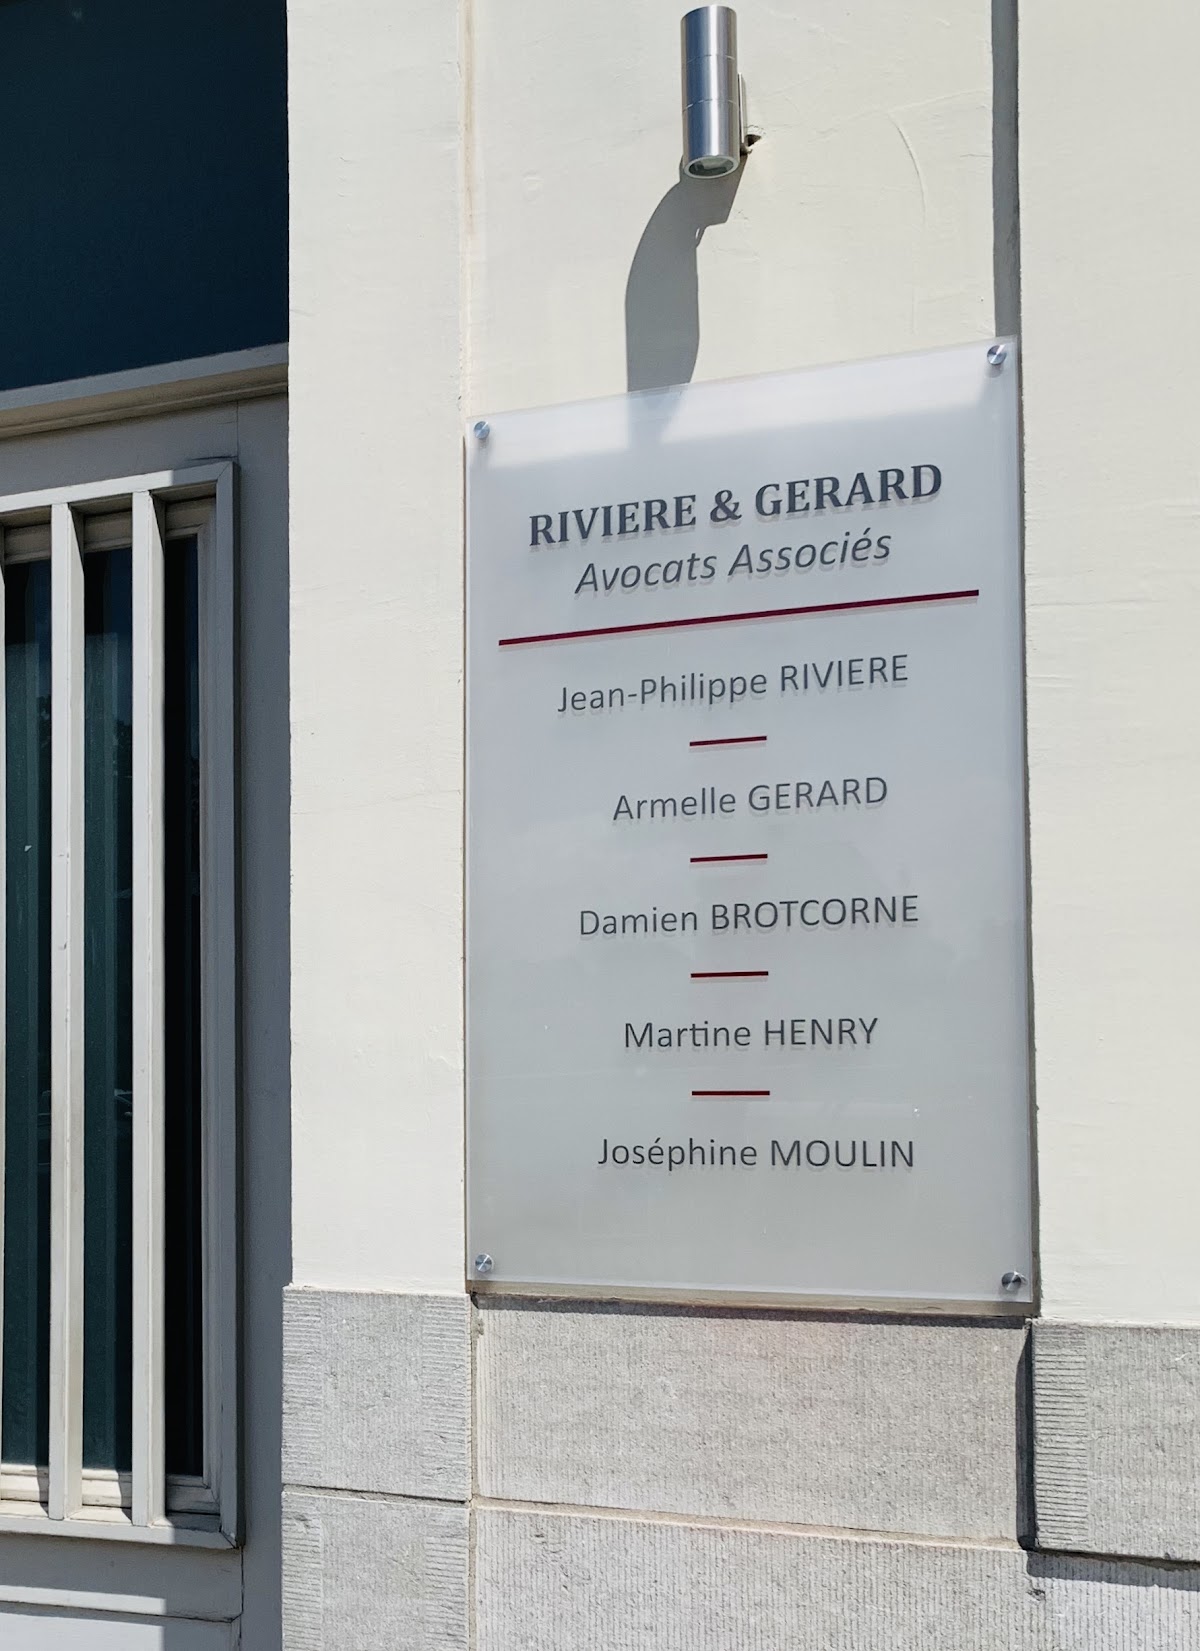 RIVIERE & GERARD
Avocats Associés
Jean-Philippe RIVIERE
Armelle GERARD
Damien BROTCORNE
Martine HENRY
Joséphine MOULIN